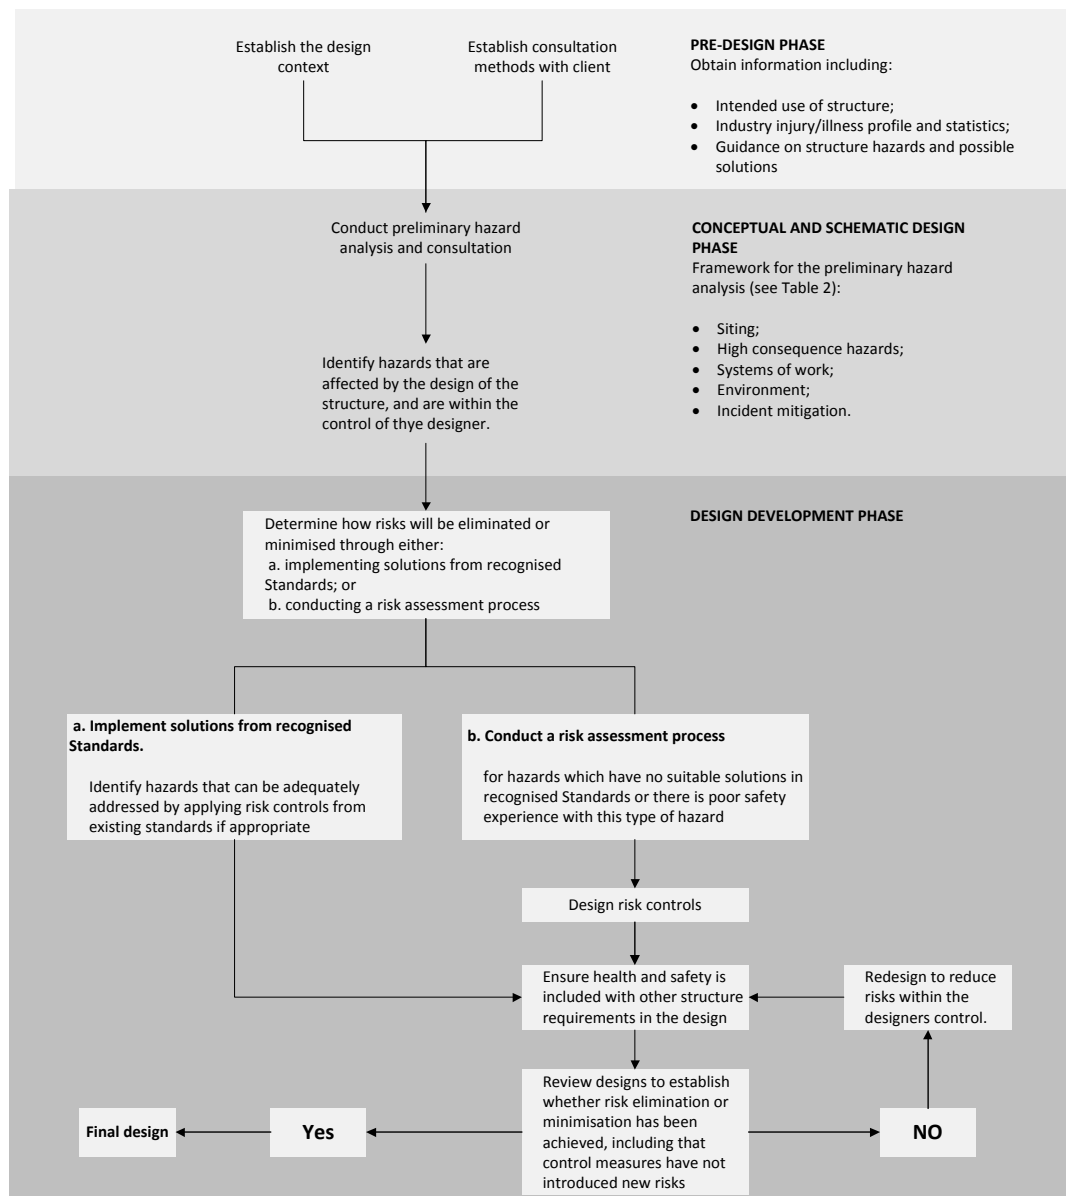 Establish the design
context
Establish consultation
methods with client
PRE-DESIGN PHASE
Obtain information including:
• Intended use of structure;
• Industry injury/illness profile and statistics;
• Guidance on structure hazards and possible
solutions
Conduct preliminary hazard
analysis and consultation
CONCEPTUAL AND SCHEMATIC DESIGN
PHASE
Framework for the preliminary hazard
analysis (see Table 2):
• Siting;
• High consequence hazards;
• Systems of work;
• Environment;
• Incident mitigation.
Identify hazards that are
affected by the design of the
structure, and are within the
control of thye designer.
DESIGN DEVELOPMENT PHASE
Determine how risks will be eliminated or
minimised through either:
a. implementing solutions from recognised
Standards; or
b. conducting a risk assessment process
a. Implement solutions from recognised
Standards.
Identify hazards that can be adequately
addressed by applying risk controls from
existing standards if appropriate
b. Conduct a risk assessment process
for hazards which have no suitable solutions in
recognised Standards or there is poor safety
experience with this type of hazard
Design risk controls
Ensure health and safety is
included with other structure
requirements in the design
Redesign to reduce
risks within the
designers control.
Review designs to establish
whether risk elimination or
minimisation has been
achieved, including that
control measures have not
introduced new risks
Final design
Yes
NO